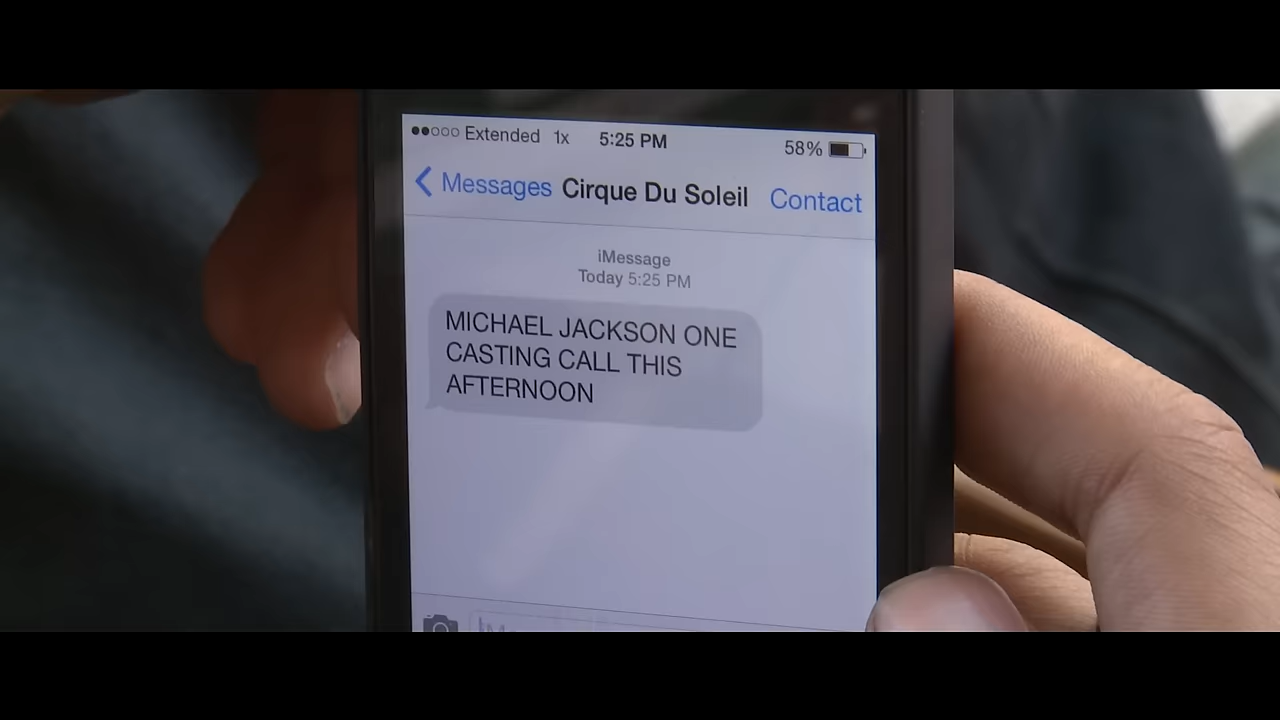 Extended 1x 5:25 PM 58%
Messages Cirque Du Soleil Contact
iMessage
Today 5:25 PM
MICHAEL JACKSON ONE
CASTING CALL THIS
AFTERNOON